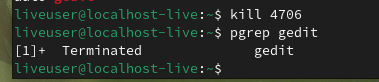 liveuser@localhost-live:~$ kill 4706
liveuser@localhost-live:~$ pgrep gedit
[1]+  Terminated              gedit
liveuser@localhost-live:~$